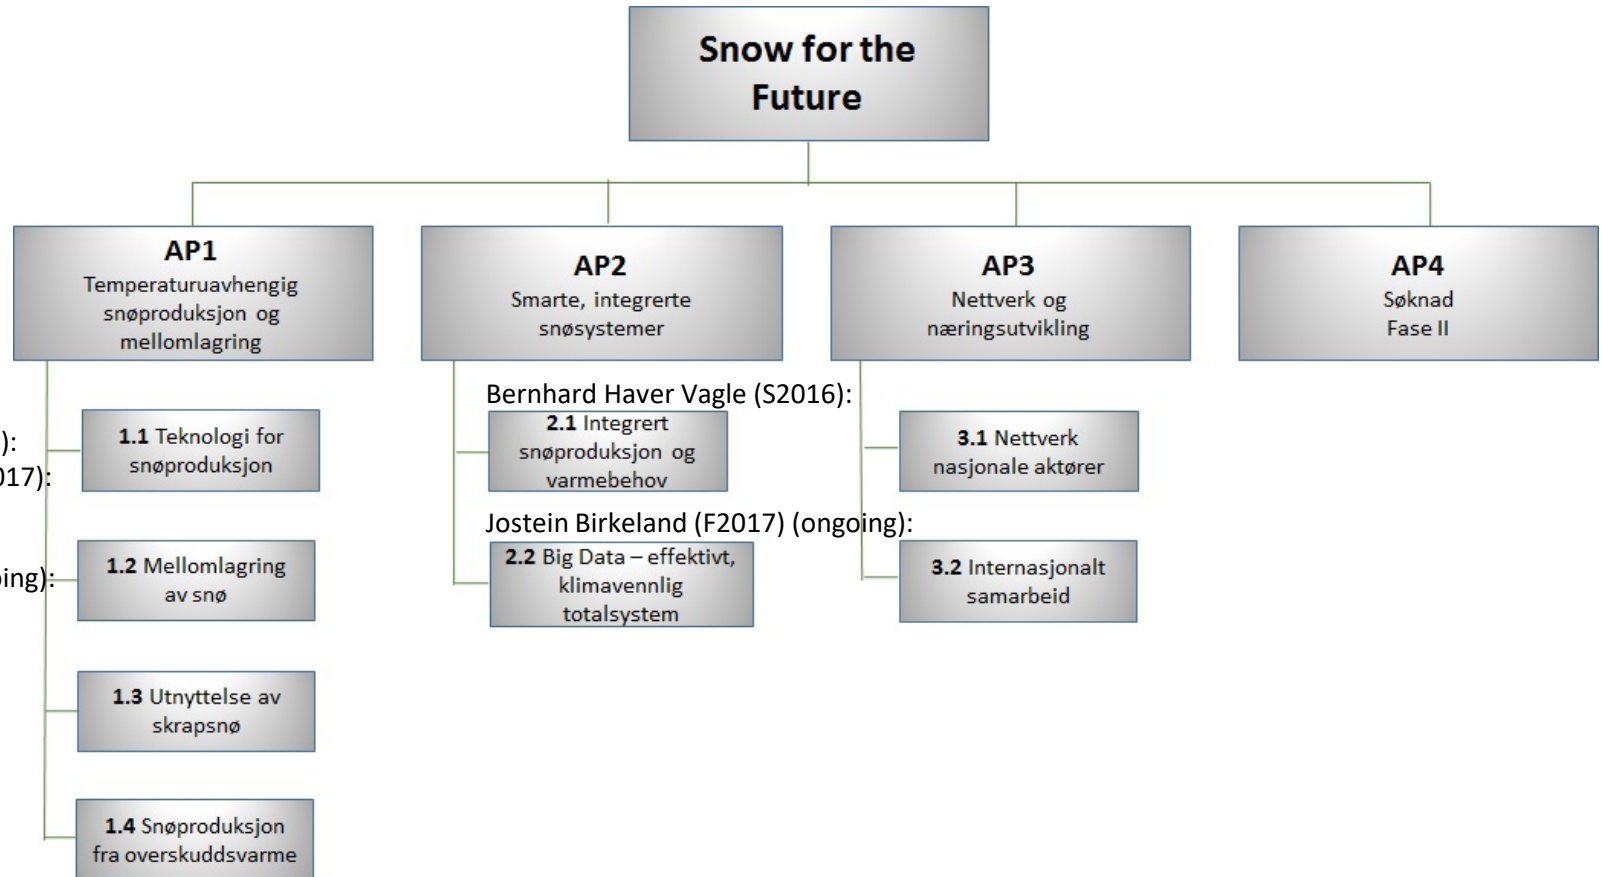 Snow for the
Future
AP1
Temperaturuavhengig
snøproduksjon og
mellomlagring
AP2
Smarte, integrerte
snøsystemer
AP3
Nettverk og
næringsutvikling
AP4
Søknad
Fase II
):
017):
ing):
1.1 Teknologi for
snøproduksjon
1.2 Mellomlagring
av snø
1.3 Utnyttelse av
skrapsnø
1.4 Snøproduksjon
fra overskuddsvarme
Bernhard Haver Vagle (S2016):
2.1 Integrert
snøproduksjon og
varmebehov
Jostein Birkeland (F2017) (ongoing):
2.2 Big Data – effektivt,
klimavennlig
totalsystem
3.1 Nettverk
nasjonale aktører
3.2 Internasjonalt
samarbeid